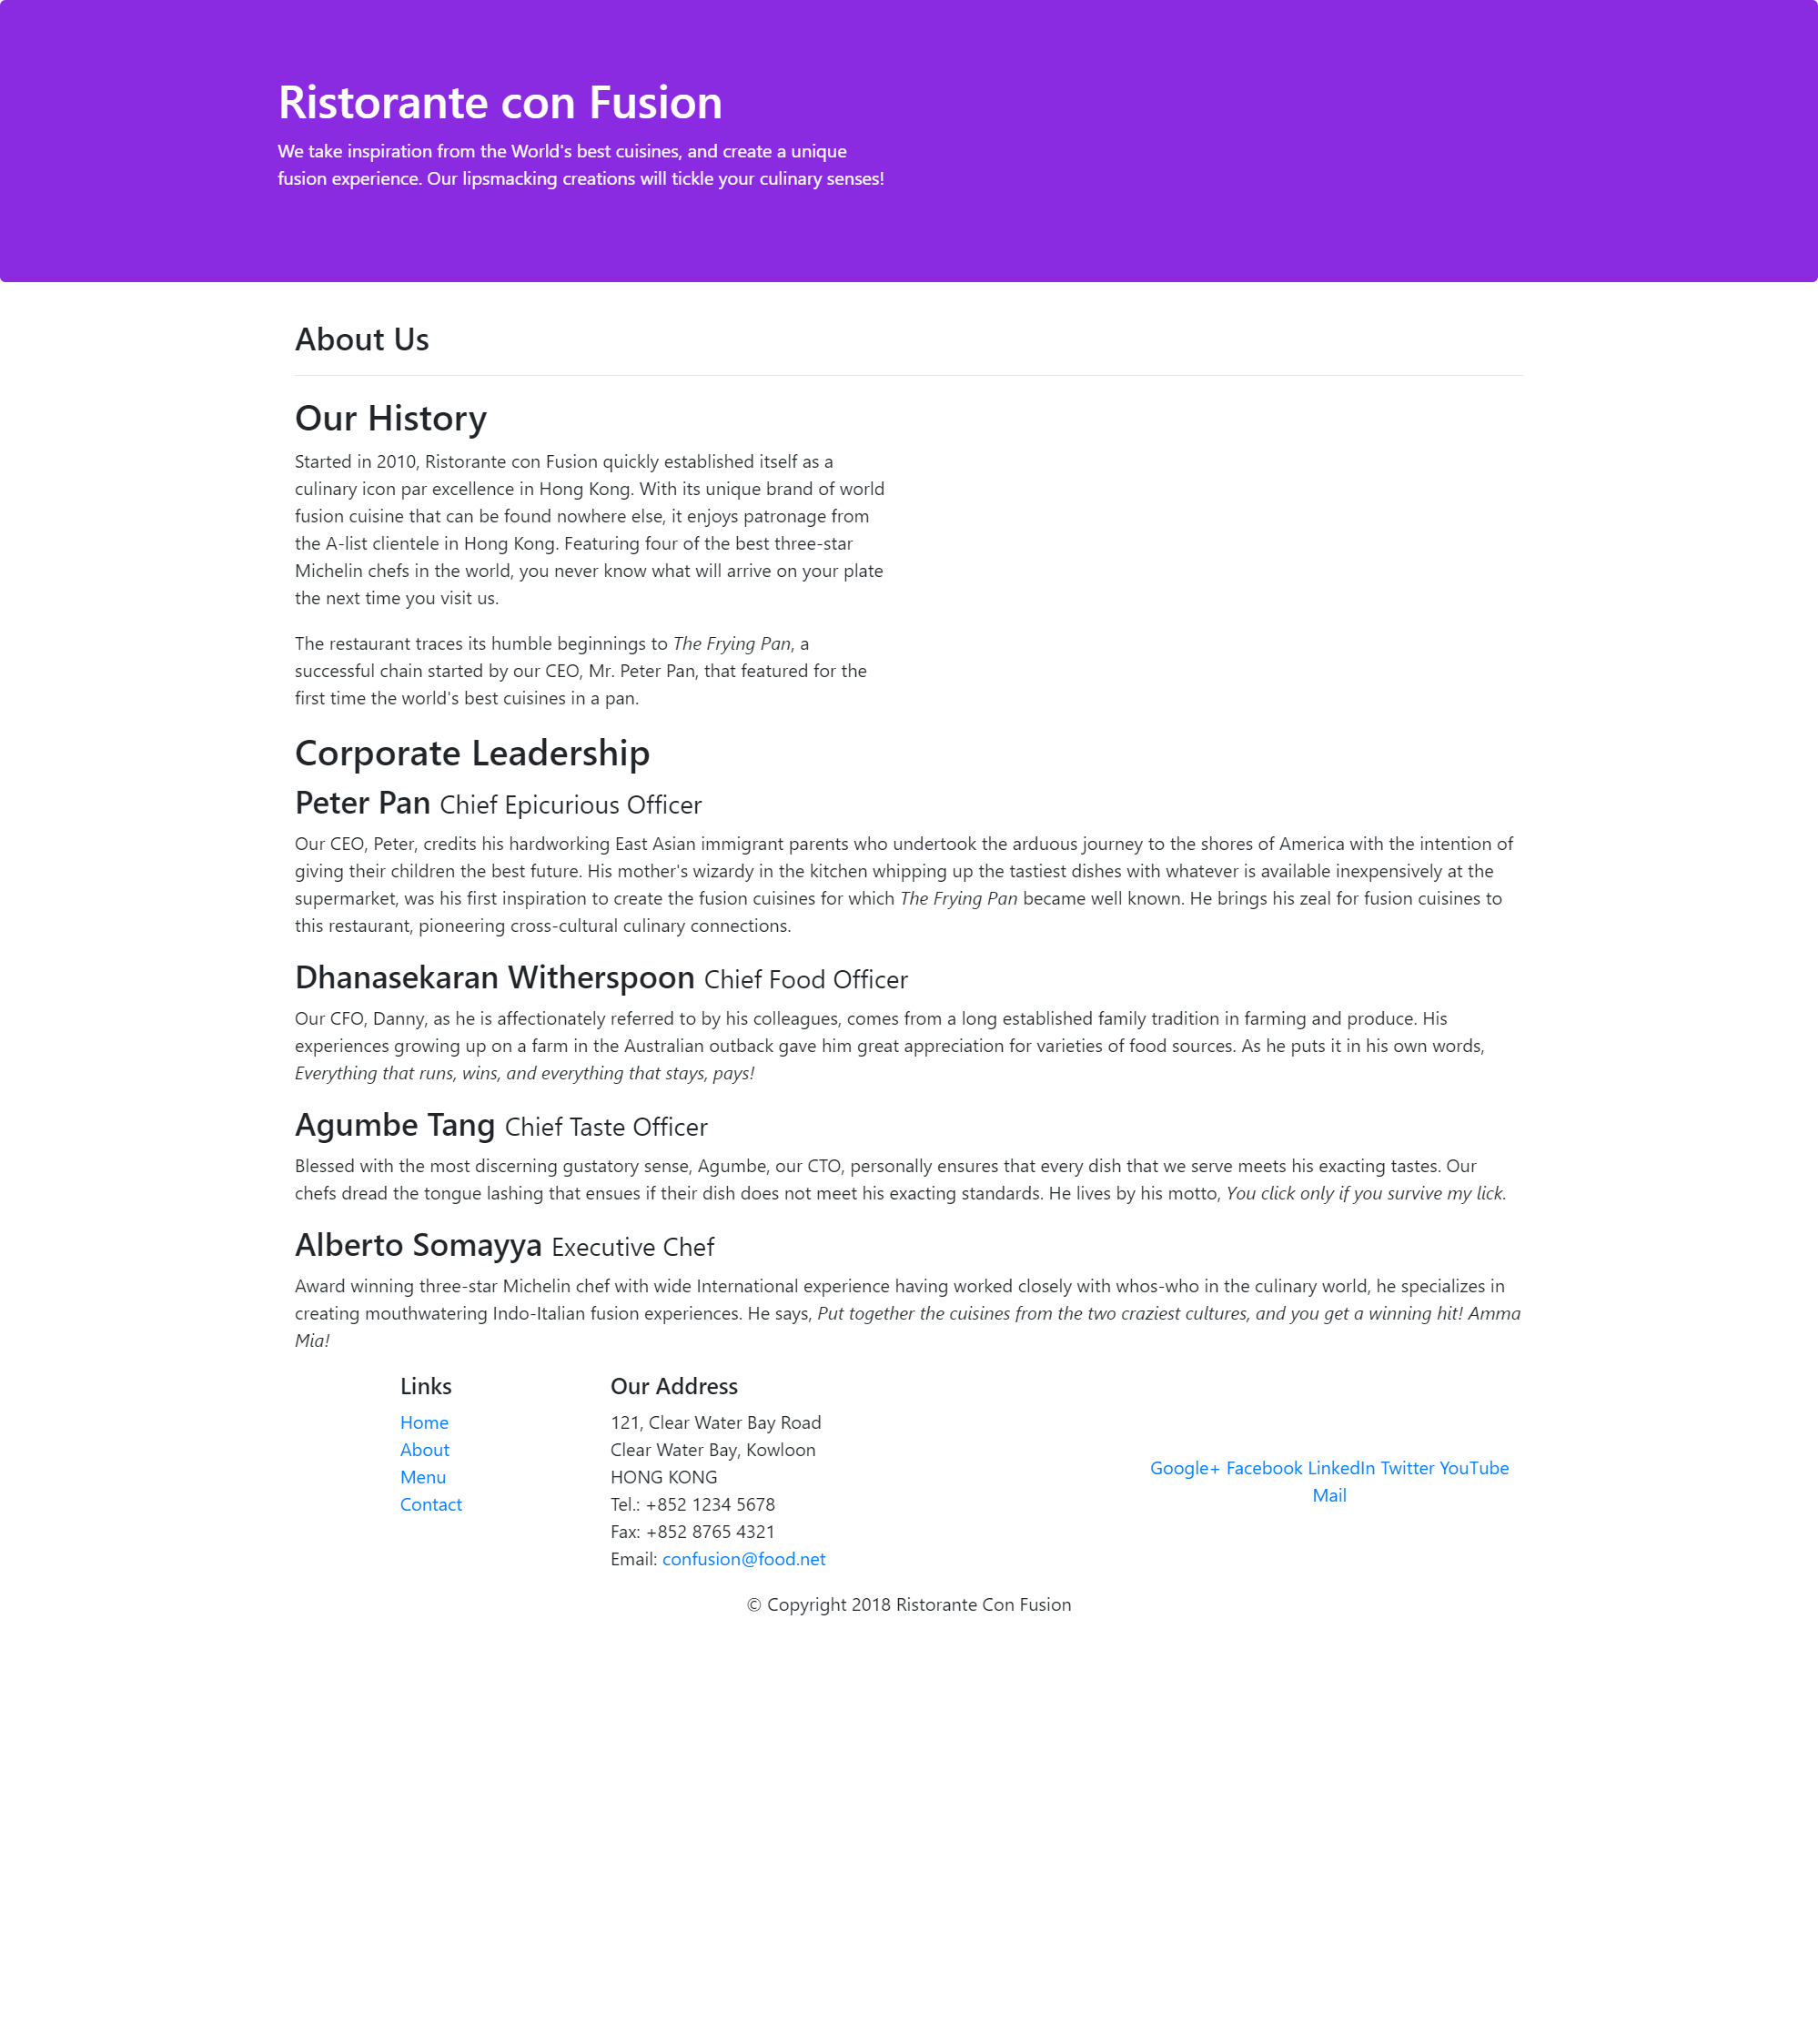 Ristorante con Fusion
We take inspiration from the World's best cuisines, and create a unique
fusion experience. Our lipsmacking creations will tickle your culinary senses!
About Us
Our History
Started in 2010, Ristorante con Fusion quickly established itself as a
culinary icon par excellence in Hong Kong. With its unique brand of world
fusion cuisine that can be found nowhere else, it enjoys patronage from
the A-list clientele in Hong Kong. Featuring four of the best three-star
Michelin chefs in the world, you never know what will arrive on your plate
the next time you visit us.
The restaurant traces its humble beginnings to The Frying Pan, a
successful chain started by our CEO, Mr. Peter Pan, that featured for the
first time the world's best cuisines in a pan.
Corporate Leadership
Peter Pan Chief Epicurious Officer
Our CEO, Peter, credits his hardworking East Asian immigrant parents who undertook the arduous journey to the shores of America with the intention of
giving their children the best future. His mother's wizardy in the kitchen whipping up the tastiest dishes with whatever is available inexpensively at the
supermarket, was his first inspiration to create the fusion cuisines for which The Frying Pan became well known. He brings his zeal for fusion cuisines to
this restaurant, pioneering cross-cultural culinary connections.
Dhanasekaran Witherspoon Chief Food Officer
Our CFO, Danny, as he is affectionately referred to by his colleagues, comes from a long established family tradition in farming and produce. His
experiences growing up on a farm in the Australian outback gave him great appreciation for varieties of food sources. As he puts it in his own words,
Everything that runs, wins, and everything that stays, pays!
Agumbe Tang Chief Taste Officer
Blessed with the most discerning gustatory sense, Agumbe, our CTO, personally ensures that every dish that we serve meets his exacting tastes. Our
chefs dread the tongue lashing that ensues if their dish does not meet his exacting standards. He lives by his motto, You click only if you survive my lick.
Alberto Somayya Executive Chef
Award winning three-star Michelin chef with wide International experience having worked closely with whos-who in the culinary world, he specializes in
creating mouthwatering Indo-Italian fusion experiences. He says, Put together the cuisines from the two craziest cultures, and you get a winning hit! Amma
Mia!
Links
Home
About
Menu
Contact
Our Address
121, Clear Water Bay Road
Clear Water Bay, Kowloon
HONG KONG
Tel.: +852 1234 5678
Fax: +852 8765 4321
Email: confusion@food.net
Google+ Facebook LinkedIn Twitter YouTube
Mail
© Copyright 2018 Ristorante Con Fusion